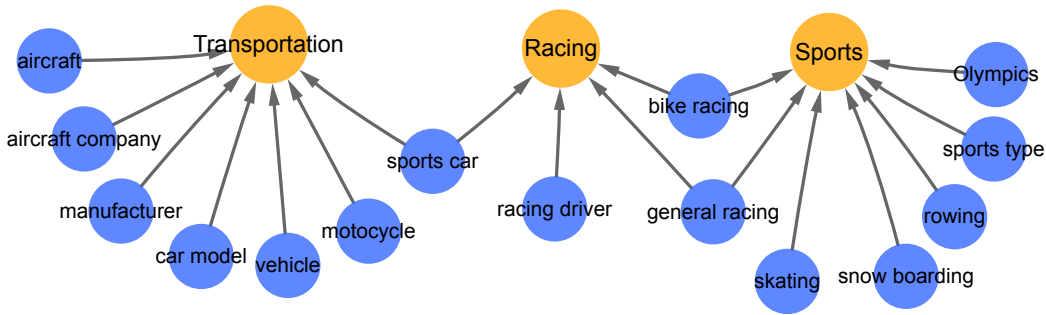 Transportation
Racing
Sports
aircraft
Olympics
bike racing
aircraft company
sports car
sports type
manufacturer
racing driver
general racing
rowing
motocycle
car model
vehicle
skating
snow boarding